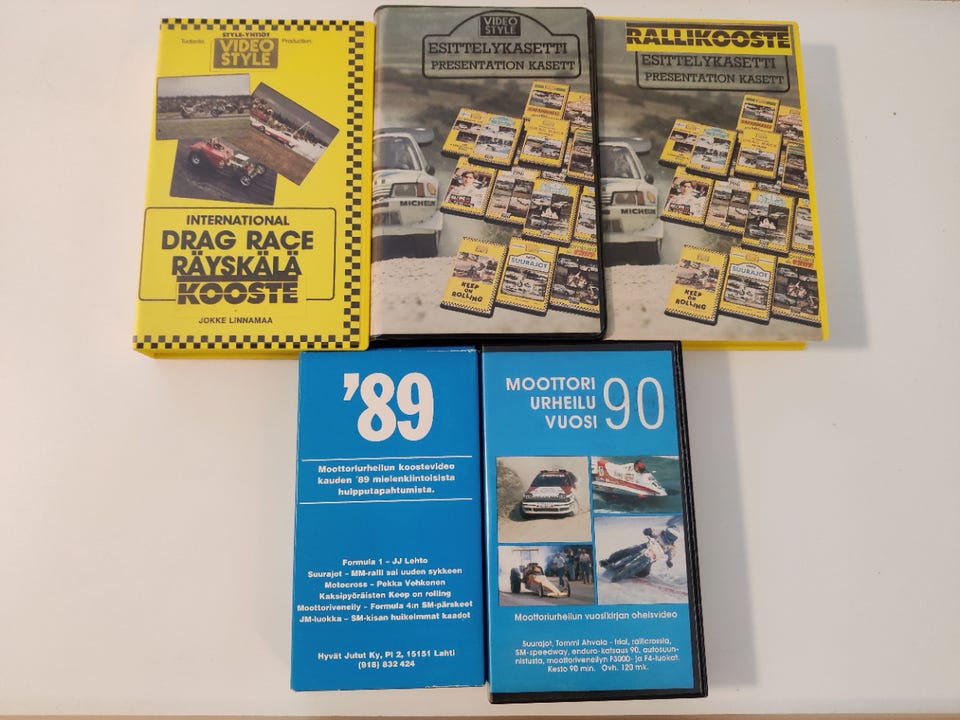 STYLE-YHTIÖT
Tuotanto:
VIDEO
STYLE
Production:
INTERNATIONAL
DRAG RACE
RÄYSKÄLÄ
KOOSTE
JOKKE LINNAMAA
VIDEO
STYLE
ESITTELYKASETTI
PRESENTATION KASETT
MICHELIN
KEEP
ON
ROLLING
SUURAJOT
RALLIKOOSTE
ESITTELYKASETTI
PRESENTATION KASETT
MICHELIN
KEEP
ON
ROLLING
SUURAJOT
'89
Moottoriurheilun koostevideo
kauden '89 mielenkiintoisista
huipputapahtumista.
Formula 1 – JJ Lehto
Suurajot – MM-ralli sai uuden sykkeen
Motocross – Pekka Vehkonen
Kaksipyöräisten Keep on rolling
Moottoriveneily – Formula 4:n SM-pärskeet
JM-luokka – SM-kisan huikeimmat kaadot
Hyvät Jutut Ky, Pl 2, 15151 Lahti
(918) 832 424
MOOTTORI
URHEILU
VUOSI
90
Moottoriurheilun vuosikirjan oheisvideo
Suurajot, Tommi Ahvala - trial, rallicrossia,
SM-speedway, enduro-katsaus 90, autosuun-
nistusta, moottoriveneilyn F3000- ja F4-luokat.
Kesto 90 min. Ovh. 120 mk.